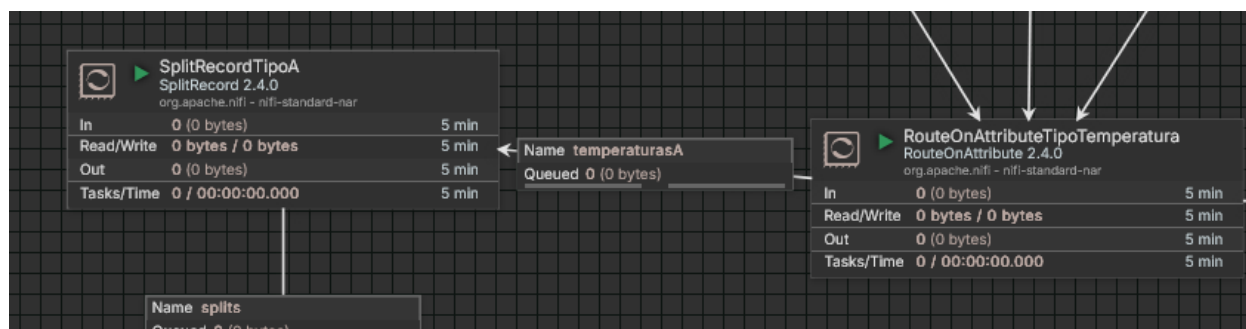 SplitRecordTipoA
SplitRecord 2.4.0
org.apache.nifi - nifi-standard-nar
In 0 (0 bytes) 5 min
Read/Write 0 bytes / 0 bytes 5 min
Out 0 (0 bytes) 5 min
Tasks/Time 0 / 00:00:00.000 5 min
Name temperaturasA
Queued 0 (0 bytes)
RouteOnAttributeTipoTemperatura
RouteOnAttribute 2.4.0
org.apache.nifi - nifi-standard-nar
In 0 (0 bytes) 5 min
Read/Write 0 bytes / 0 bytes 5 min
Out 0 (0 bytes) 5 min
Tasks/Time 0 / 00:00:00.000 5 min
Name splits
Queued 0 (0 bytes)